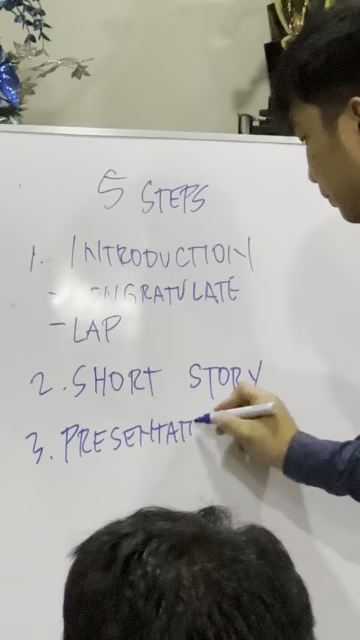 5 STEPS
1. INTRODUCTION
- CONGRATULATE
- LAP
2. SHORT STORY
3. PRESENTATI